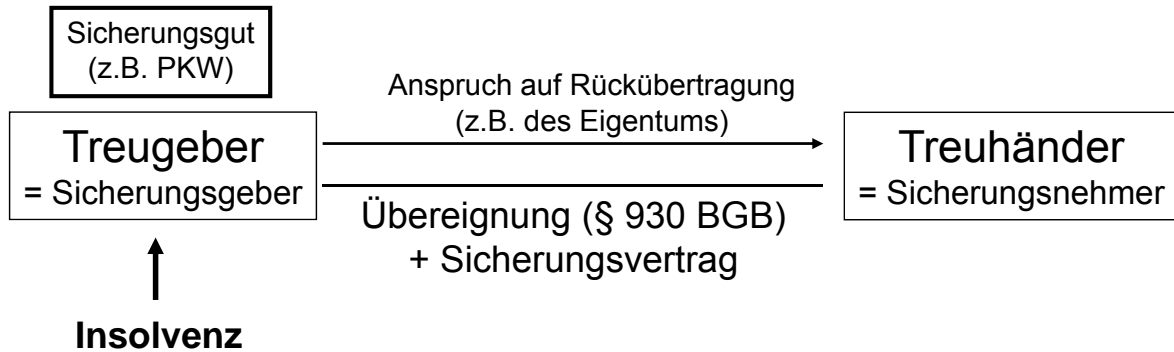 Sicherungsgut
(z.B. PKW)
Anspruch auf Rückübertragung
(z.B. des Eigentums)
Treugeber
= Sicherungsgeber
Treuhänder
= Sicherungsnehmer
Übereignung (§ 930 BGB)
+ Sicherungsvertrag
Insolvenz